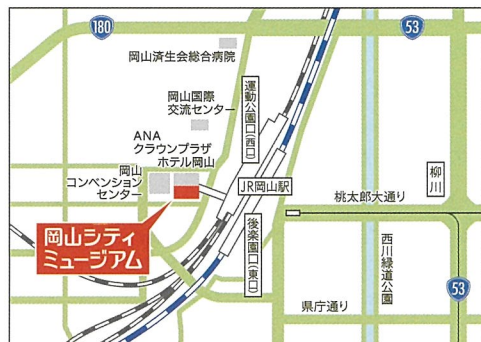 180
53
岡山済生会総合病院
岡山国際
交流センター
運動公園口(西口)
ANA
クラウンプラザ
ホテル岡山
岡山
コンベンション
センター
JR岡山駅
柳川
桃太郎大通り
岡山シティ
ミュージアム
後楽園口(東口)
西川緑道公園
53
県庁通り